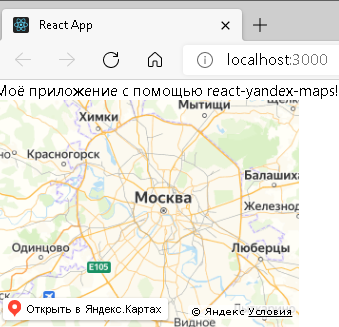 React App
localhost:3000
Моё приложение с помощью react-yandex-maps!
Мытищи
Химки
Красногорск
Балашиха
Москва
Железнод
Одинцово
Люберцы
E105
Видное
Открыть в Яндекс.Картах
© Яндекс Условия